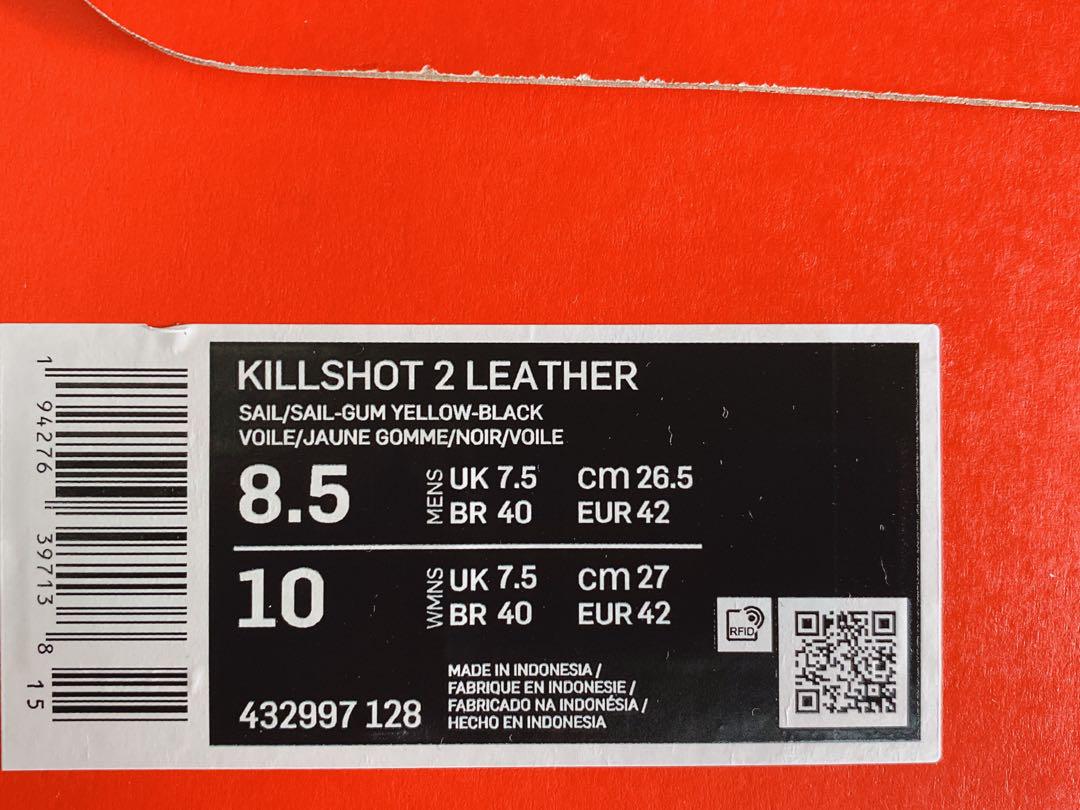 KILLSHOT 2 LEATHER
SAIL/SAIL-GUM YELLOW-BLACK
VOILE/JAUNE GOMME/NOIR/VOILE
8.5 MENS UK 7.5 cm 26.5
BR 40 EUR 42
10 WMNS UK 7.5 cm 27
BR 40 EUR 42
RFID
MADE IN INDONESIA /
FABRIQUE EN INDONESIE /
FABRICADO NA INDONÉSIA /
HECHO EN INDONESIA
432997 128
1 94276 39713 8 15